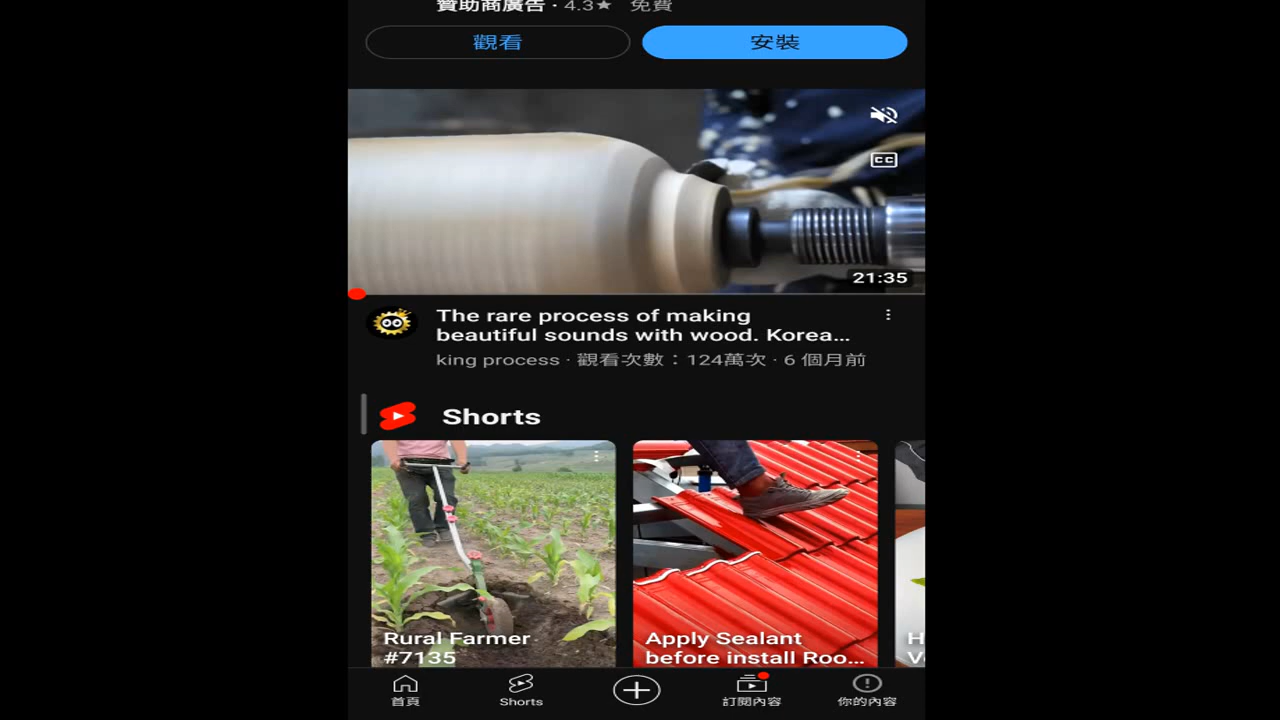 贊助商廣告 · 4.3★ 免費
觀看
安裝
CC
21:35
The rare process of making
beautiful sounds with wood. Korea...
king process · 觀看次數：124萬次 · 6 個月前
Shorts
Rural Farmer
#7135
Apply Sealant
before install Roo...
H
V
首頁
Shorts
訂閱內容
你的內容